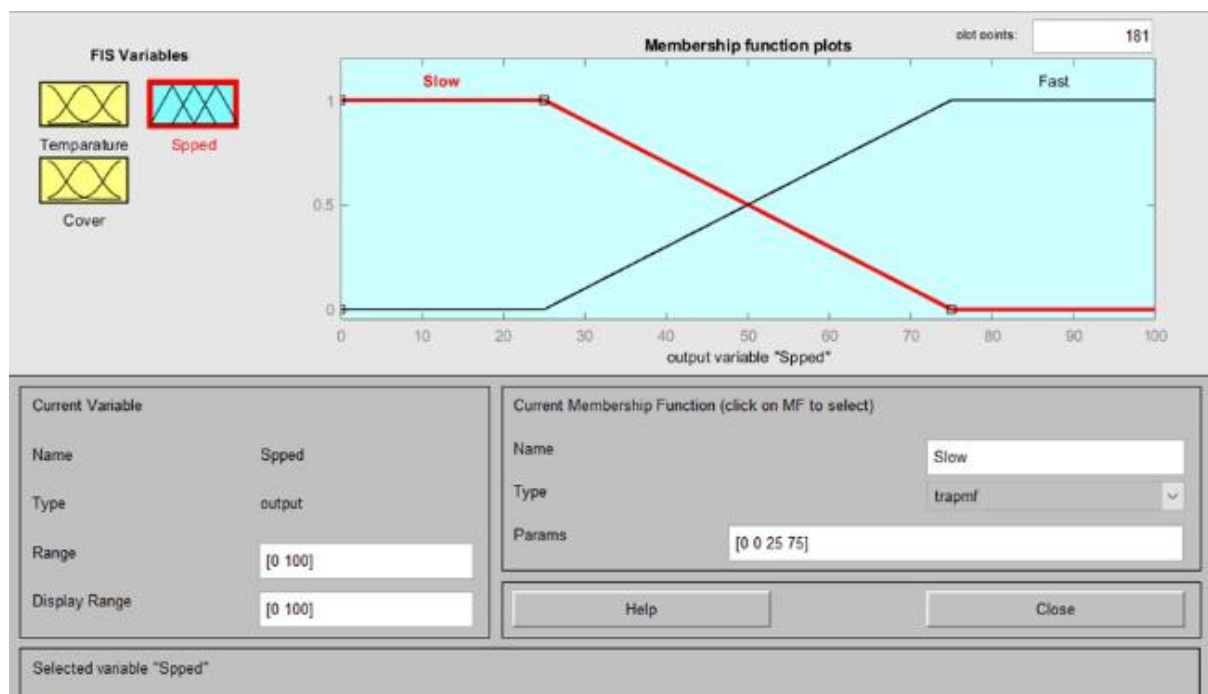 FIS Variables
Temparature
Spped
Cover
Membership function plots
plot points:
181
Slow
Fast
1
0.5
0
0 10 20 30 40 50 60 70 80 90 100
output variable "Spped"
Current Variable
Name Spped
Type output
Range [0 100]
Display Range [0 100]
Current Membership Function (click on MF to select)
Name Slow
Type trapmf
Params [0 0 25 75]
Help Close
Selected variable "Spped"